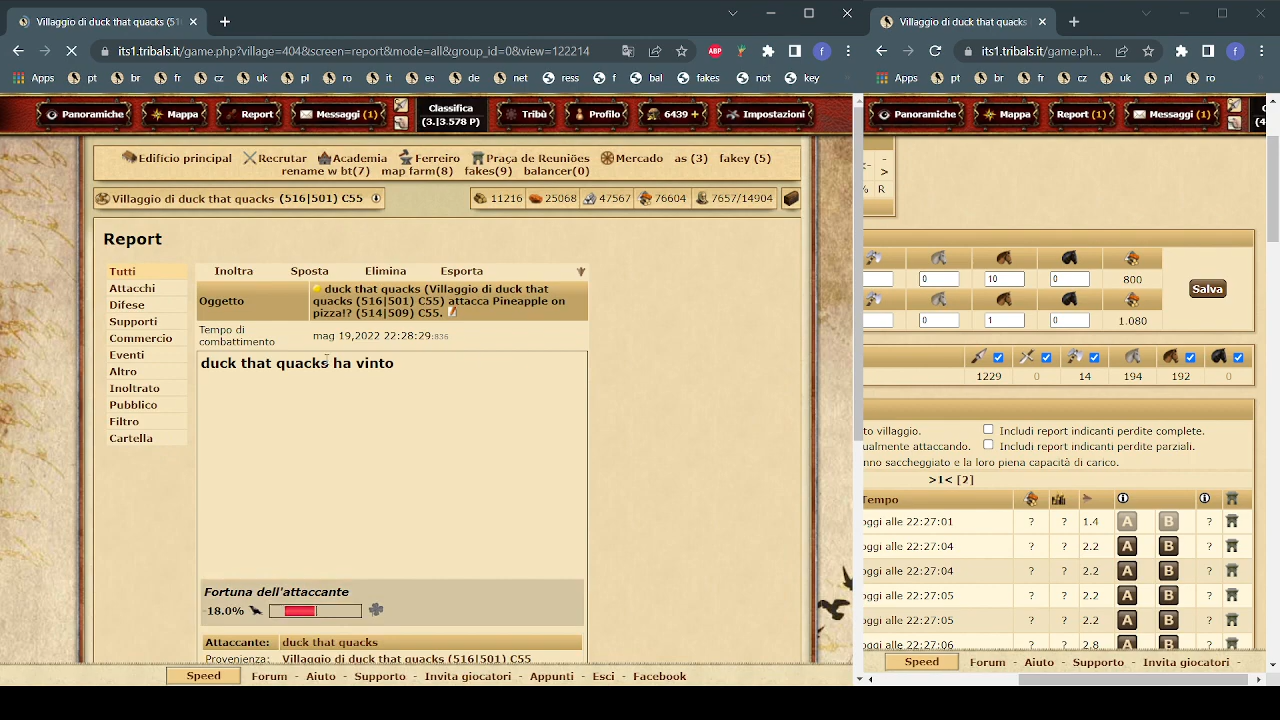 Villaggio di duck that quacks (51
its1.tribals.it/game.php?village=404&screen=report&mode=all&group_id=0&view=122214
ABP
f
Apps pt br fr cz uk pl ro it es de net ress f bal fakes not key
Panoramiche Mappa Report Messaggi (1) Classifica (3.|3.578 P) Tribù Profilo 6439 + Impostazioni
Edificio principal Recrutar Academia Ferreiro Praça de Reuniões Mercado as (3) fakey (5)
rename w bt(7) map farm(8) fakes(9) balancer(0)
Villaggio di duck that quacks (516|501) C55
11216 25068 47567 76604 7657/14904
Report
Tutti
Attacchi
Difese
Supporti
Commercio
Eventi
Altro
Inoltrato
Pubblico
Filtro
Cartella
Inoltra Sposta Elimina Esporta
Oggetto
duck that quacks (Villaggio di duck that
quacks (516|501) C55) attacca Pineapple on
pizza!? (514|509) C55.
Tempo di
combattimento
mag 19,2022 22:28:29:836
duck that quacks ha vinto
Fortuna dell'attaccante
-18.0%
Attaccante: duck that quacks
Provenienza: Villaggio di duck that quacks (516|501) C55
Speed Forum - Aiuto - Supporto - Invita giocatori - Appunti - Esci - Facebook
Villaggio di duck that quacks
its1.tribals.it/game.ph...
f
Apps pt br fr cz uk pl ro
Panoramiche Mappa Report (1) Messaggi (1)
<-
->
% R
0 10 0 800
Salva
0 1 0 1.080
1229 0 14 194 192 0
to villaggio. Includi report indicanti perdite complete.
ualmente attaccando. Includi report indicanti perdite parziali.
nno saccheggiato e la loro piena capacità di carico.
>1< [2]
Tempo
oggi alle 22:27:01 ? ? 1.4 A B ?
oggi alle 22:27:04 ? ? 2.2 A B ?
oggi alle 22:27:04 ? ? 2.2 A B ?
oggi alle 22:27:05 ? ? 2.2 A B ?
oggi alle 22:27:05 ? ? 2.2 A B ?
oggi alle 22:27:06 ? ? 2.8 A B ?
Speed Forum - Aiuto - Supporto - Invita giocatori -